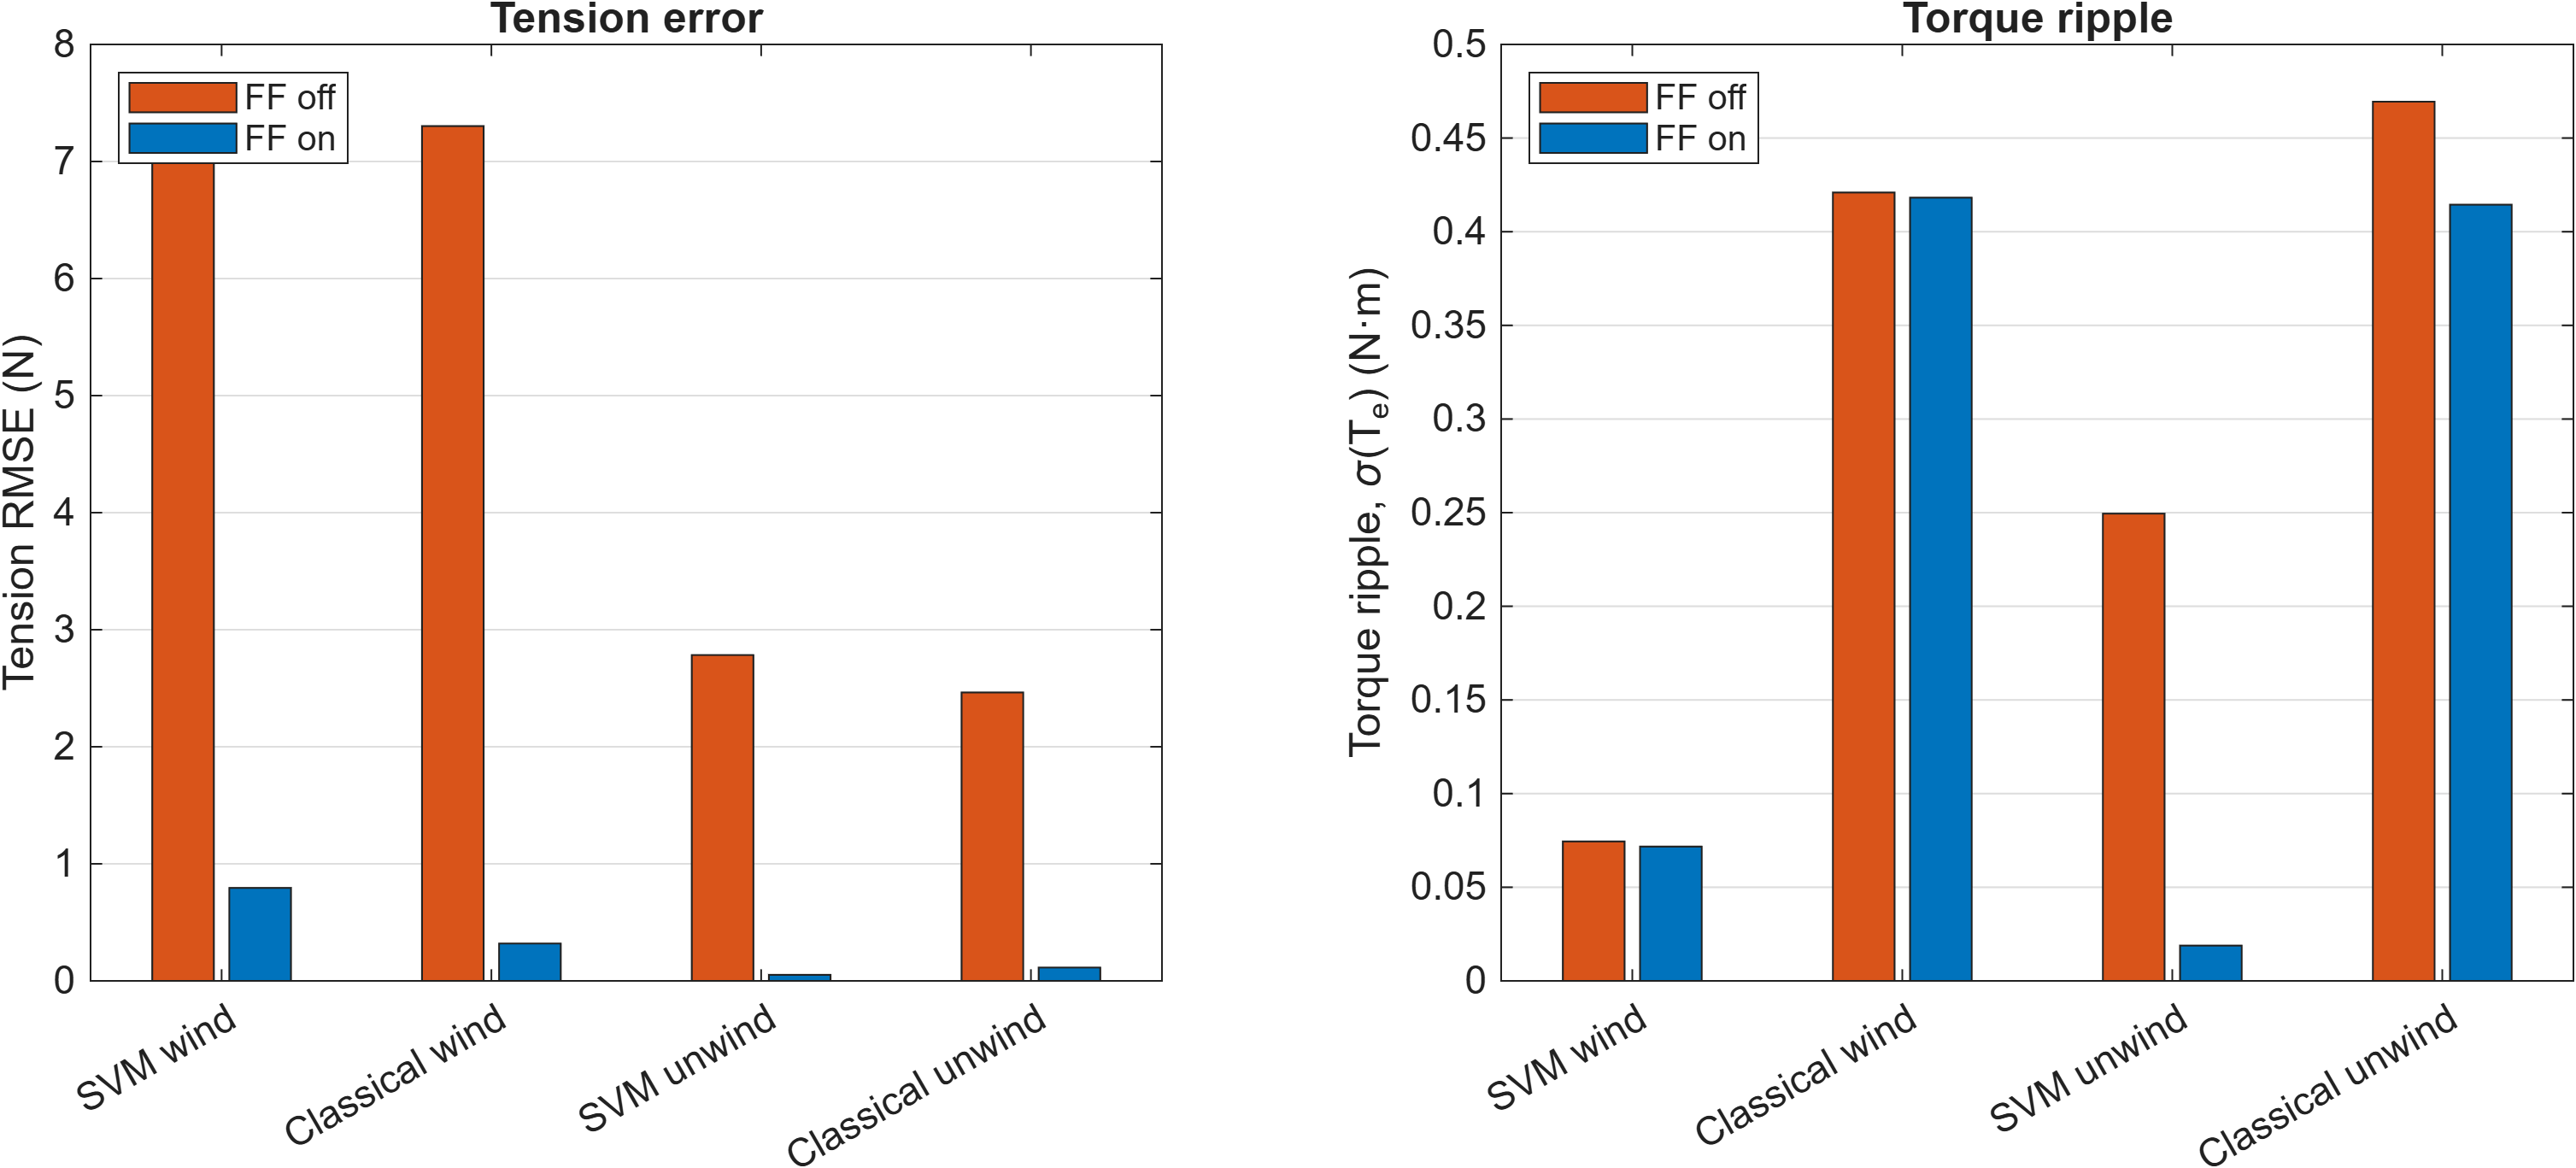 Tension error
Tension RMSE (N)
8
7
6
5
4
3
2
1
0
FF off
FF on
SVM wind
Classical wind
SVM unwind
Classical unwind
Torque ripple
Torque ripple, σ(Te) (N·m)
0.5
0.45
0.4
0.35
0.3
0.25
0.2
0.15
0.1
0.05
0
FF off
FF on
SVM wind
Classical wind
SVM unwind
Classical unwind